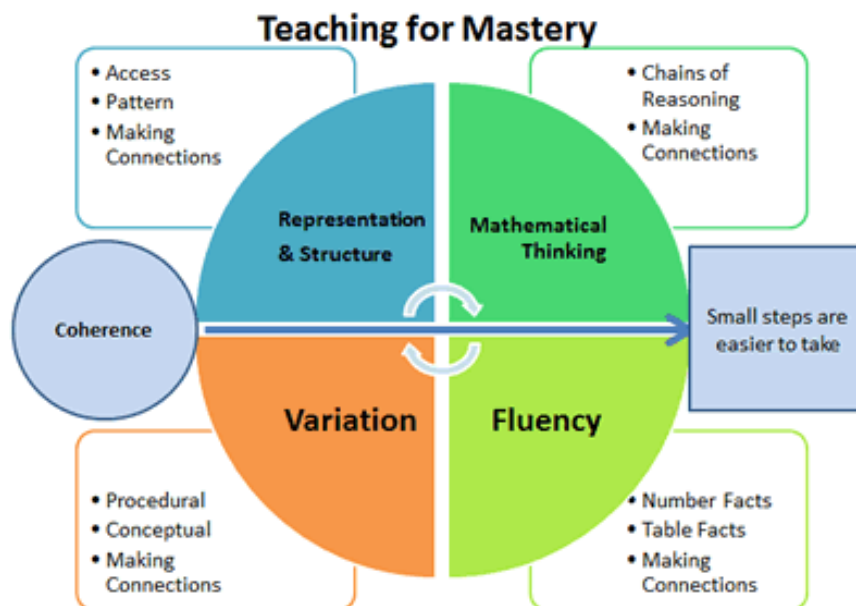 Teaching for Mastery
• Access
• Pattern
• Making
Connections
• Chains of
Reasoning
• Making
Connections
Representation
& Structure
Mathematical
Thinking
Coherence
Small steps are
easier to take
Variation
Fluency
• Procedural
• Conceptual
• Making
Connections
• Number Facts
• Table Facts
• Making
Connections